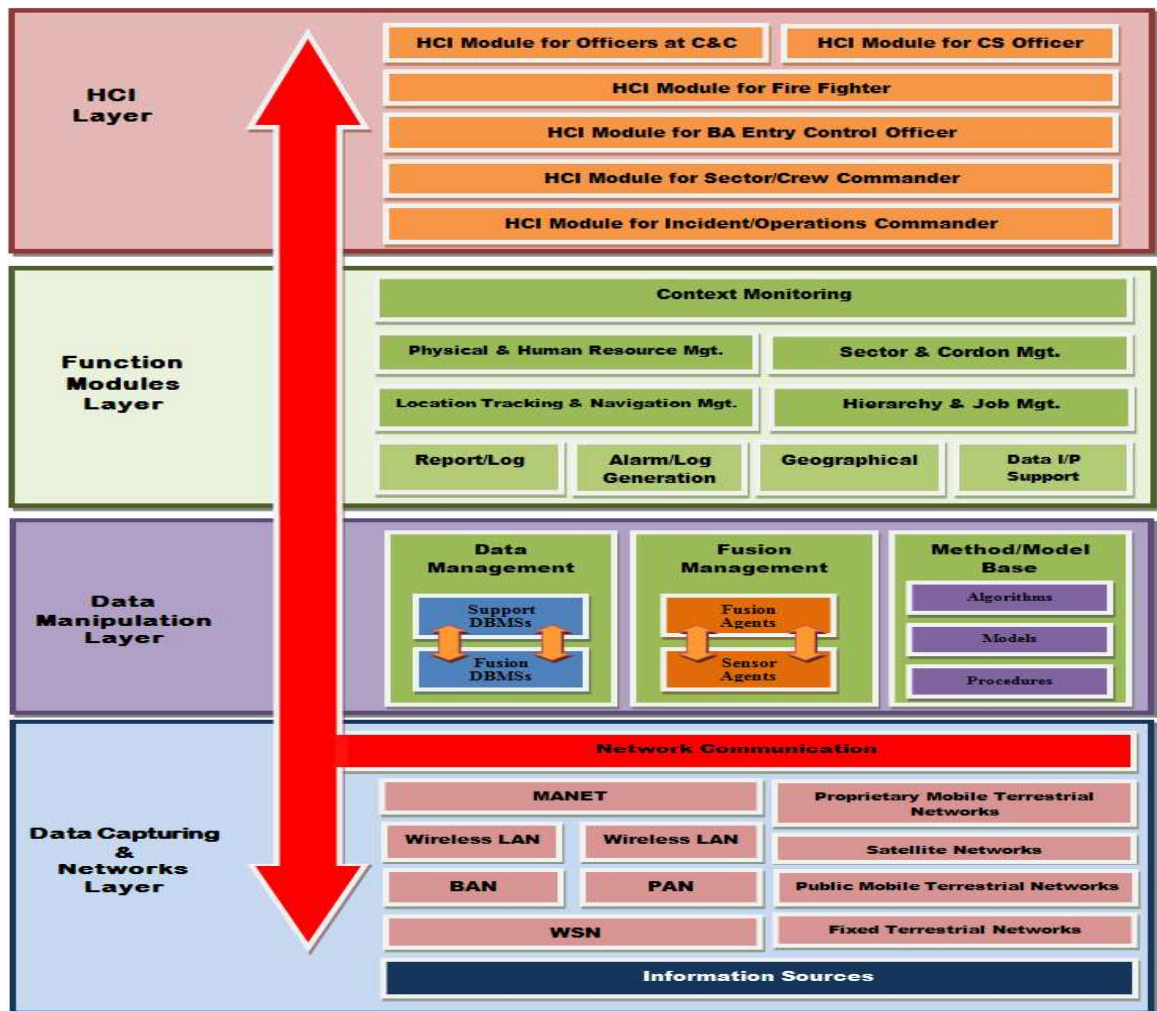 HCI
Layer
HCI Module for Officers at C&C
HCI Module for CS Officer
HCI Module for Fire Fighter
HCI Module for BA Entry Control Officer
HCI Module for Sector/Crew Commander
HCI Module for Incident/Operations Commander
Function
Modules
Layer
Context Monitoring
Physical & Human Resource Mgt.
Sector & Cordon Mgt.
Location Tracking & Navigation Mgt.
Hierarchy & Job Mgt.
Report/Log
Alarm/Log
Generation
Geographical
Data I/P
Support
Data
Manipulation
Layer
Data
Management
Support
DBMSs
Fusion
DBMSs
Fusion
Management
Fusion
Agents
Sensor
Agents
Method/Model
Base
Algorithms
Models
Procedures
Data Capturing
&
Networks
Layer
Network Communication
MANET
Wireless LAN
Wireless LAN
BAN
PAN
WSN
Proprietary Mobile Terrestrial
Networks
Satellite Networks
Public Mobile Terrestrial Networks
Fixed Terrestrial Networks
Information Sources